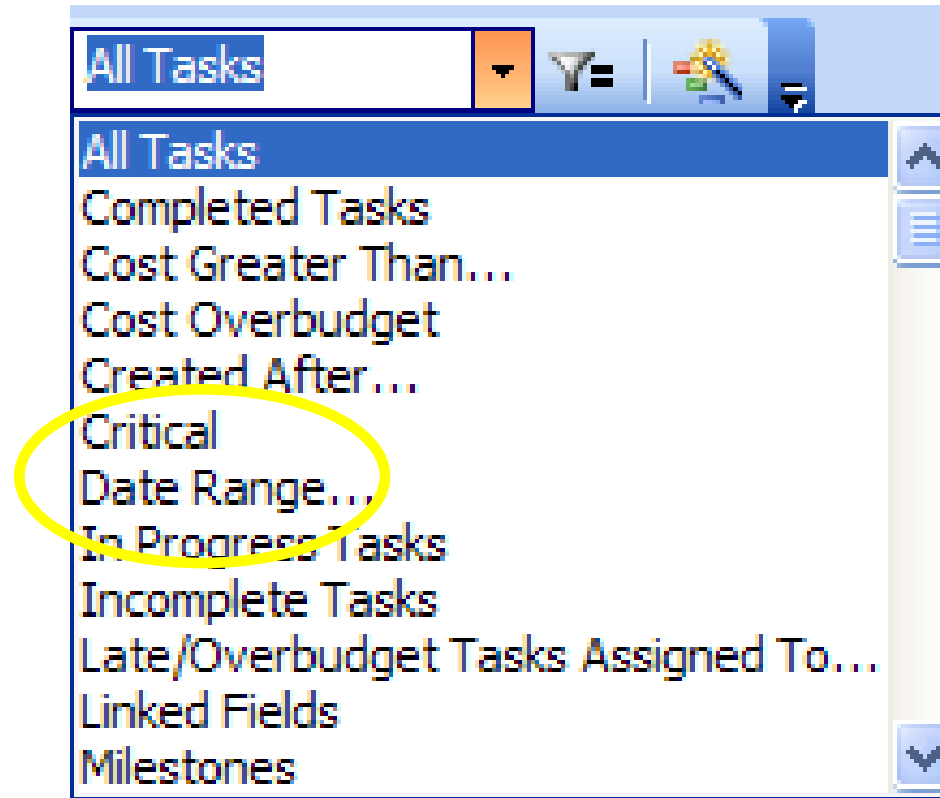 All Tasks
All Tasks
Completed Tasks
Cost Greater Than...
Cost Overbudget
Created After...
Critical
Date Range...
In Progress Tasks
Incomplete Tasks
Late/Overbudget Tasks Assigned To...
Linked Fields
Milestones